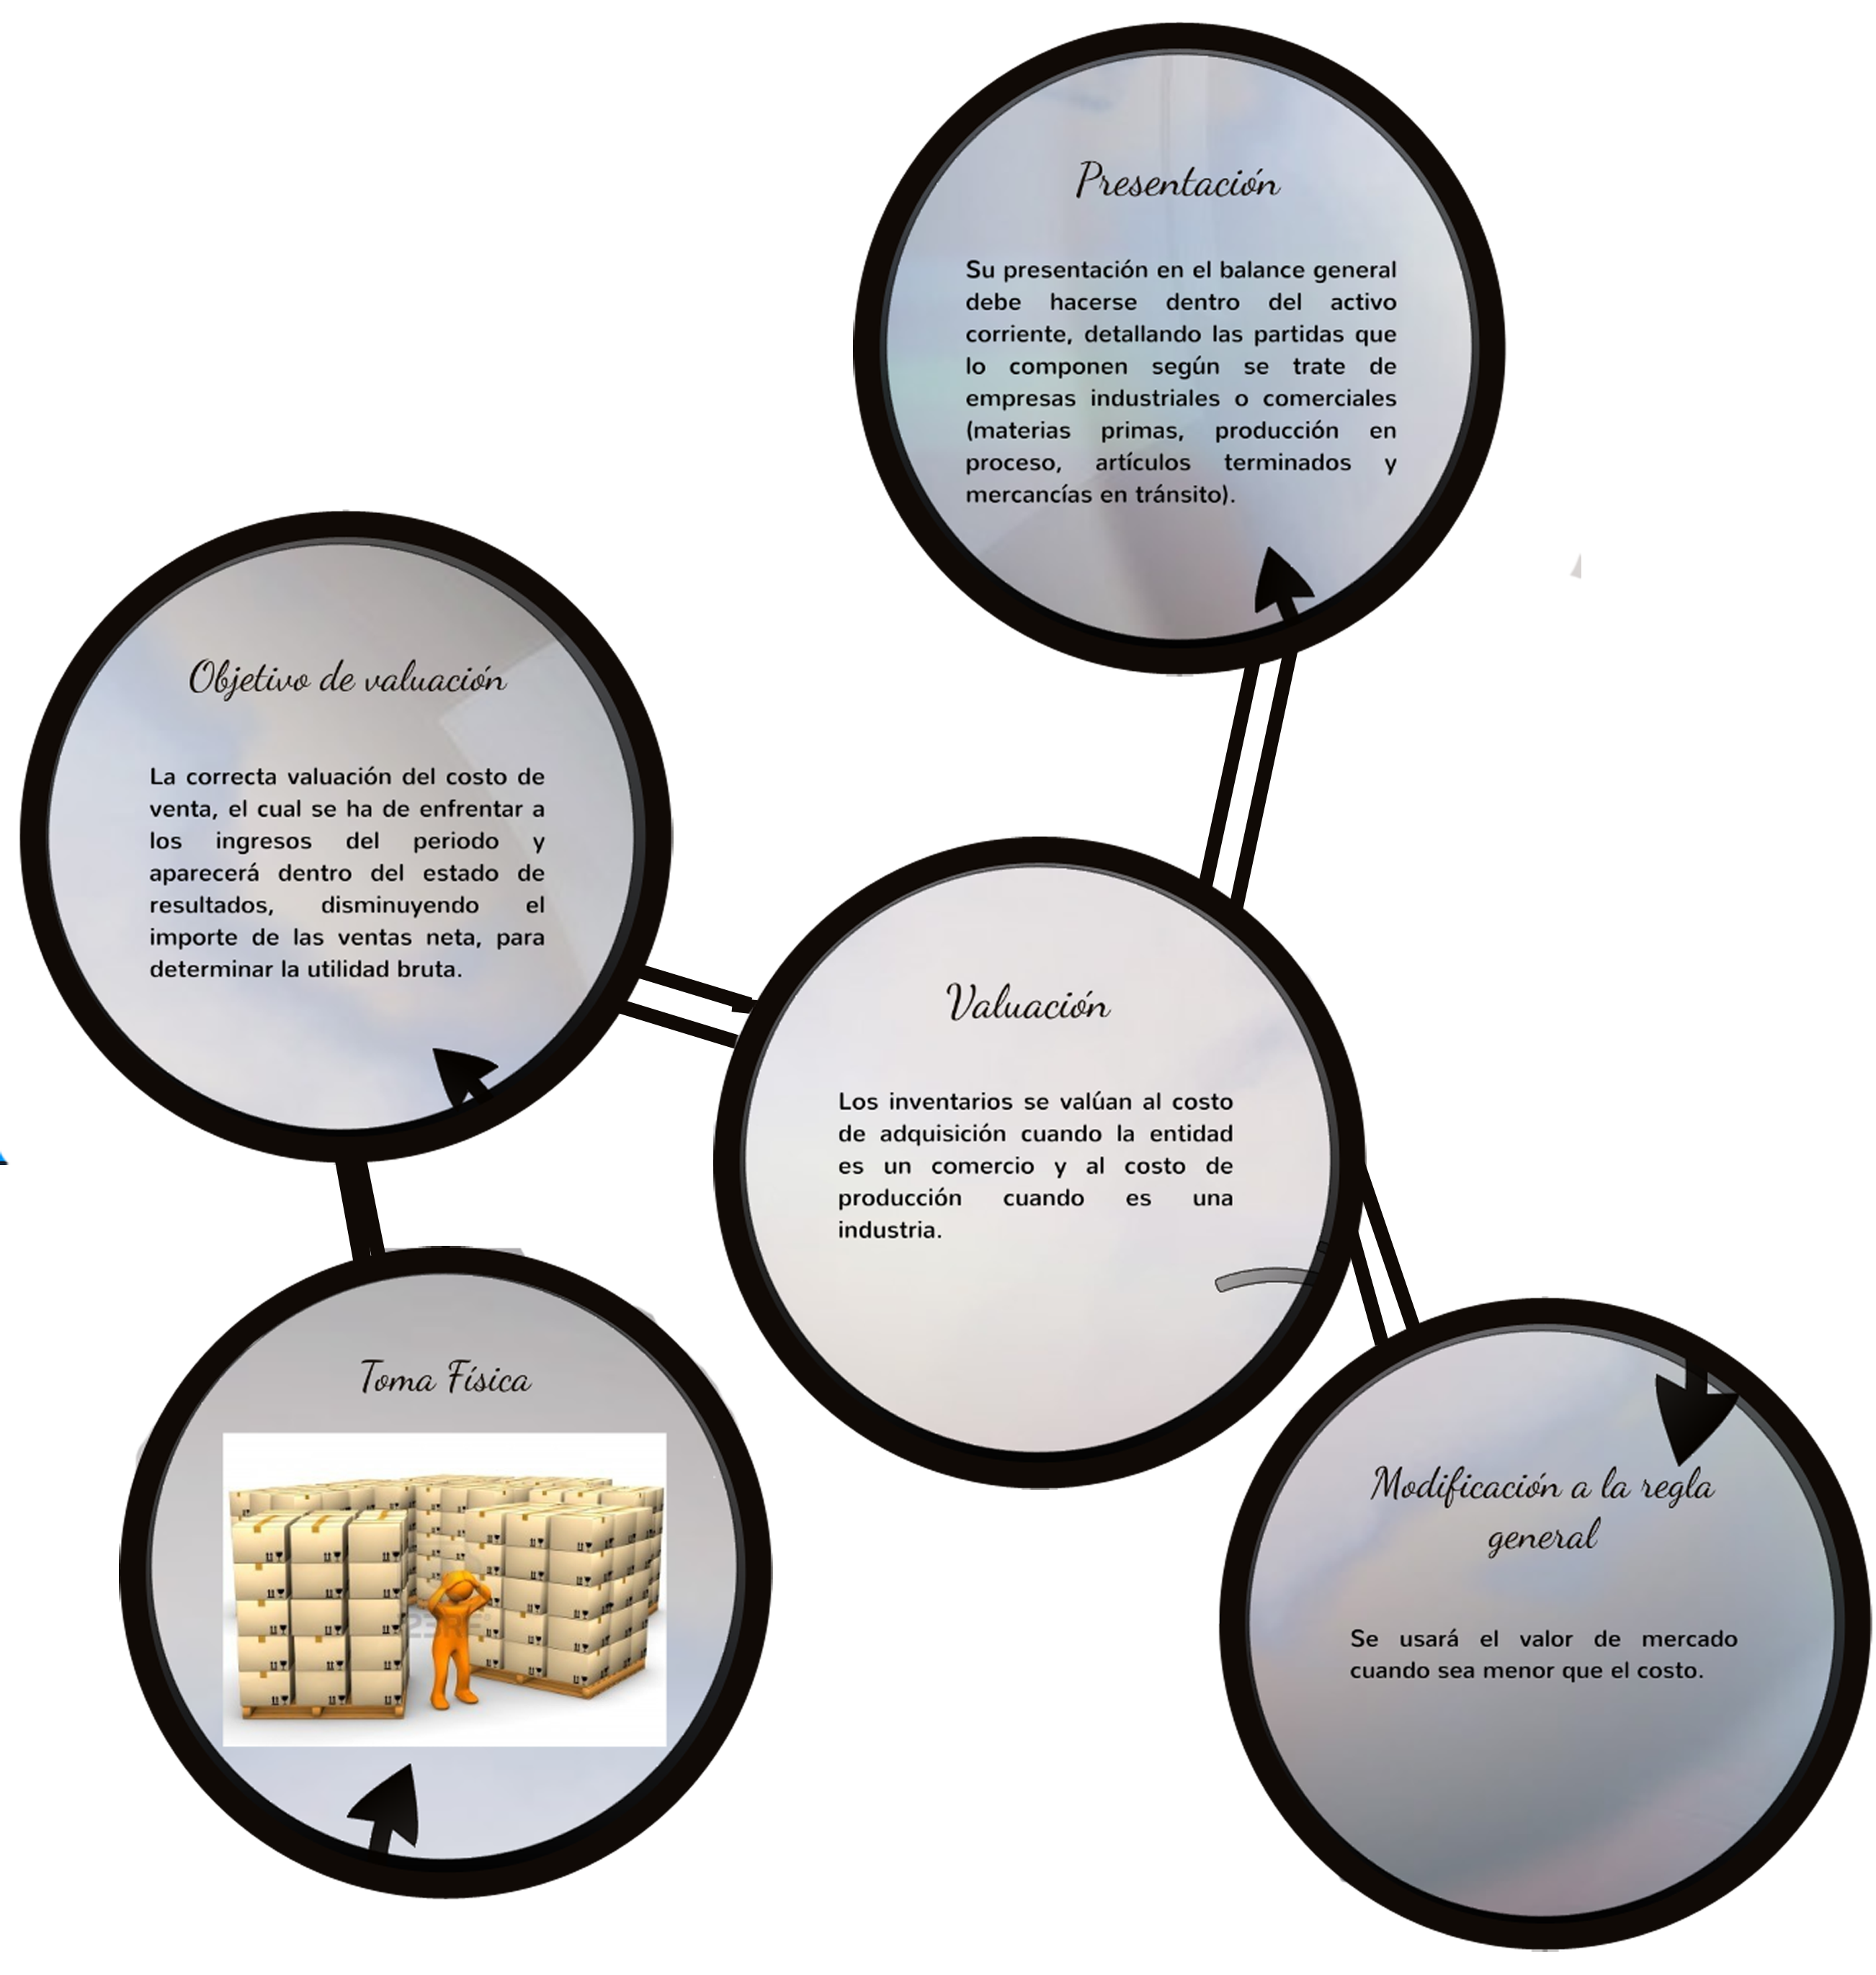 Presentación
Su presentación en el balance general
debe hacerse dentro del activo
corriente, detallando las partidas que
lo componen según se trate de
empresas industriales o comerciales
(materias primas, producción en
proceso, artículos terminados y
mercancías en tránsito).
Objetivo de valuación
La correcta valuación del costo de
venta, el cual se ha de enfrentar a
los ingresos del periodo y
aparecerá dentro del estado de
resultados, disminuyendo el
importe de las ventas neta, para
determinar la utilidad bruta.
Valuación
Los inventarios se valúan al costo
de adquisición cuando la entidad
es un comercio y al costo de
producción cuando es una
industria.
Toma Física
Modificación a la regla
general
Se usará el valor de mercado
cuando sea menor que el costo.